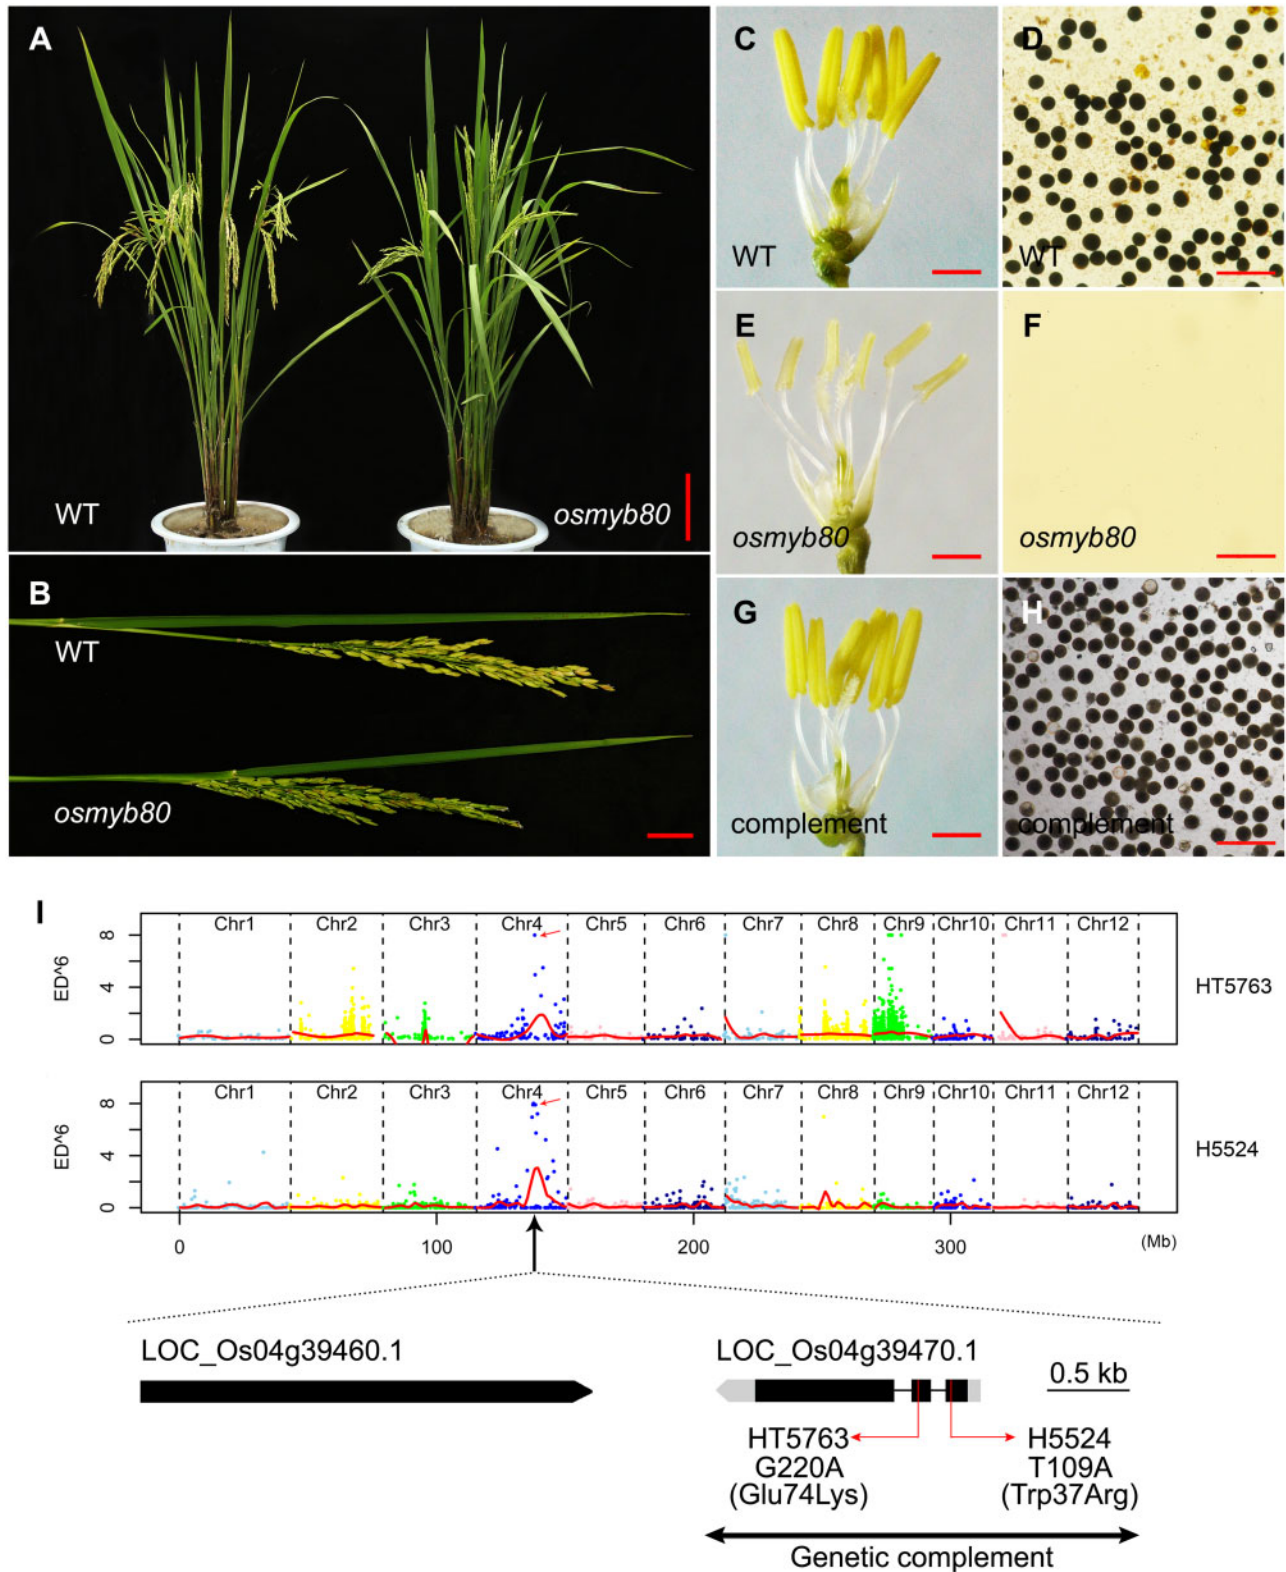 A
WT
osmyb80
B
WT
osmyb80
C
WT
D
WT
E
osmyb80
F
osmyb80
G
complement
H
complement
I
Chr1 Chr2 Chr3 Chr4 Chr5 Chr6 Chr7 Chr8 Chr9 Chr10 Chr11 Chr12
8
4
0
ED^6
HT5763
Chr1 Chr2 Chr3 Chr4 Chr5 Chr6 Chr7 Chr8 Chr9 Chr10 Chr11 Chr12
8
4
0
ED^6
H5524
0 100 200 300 (Mb)
LOC_Os04g39460.1
LOC_Os04g39470.1
0.5 kb
HT5763
G220A
(Glu74Lys)
H5524
T109A
(Trp37Arg)
Genetic complement